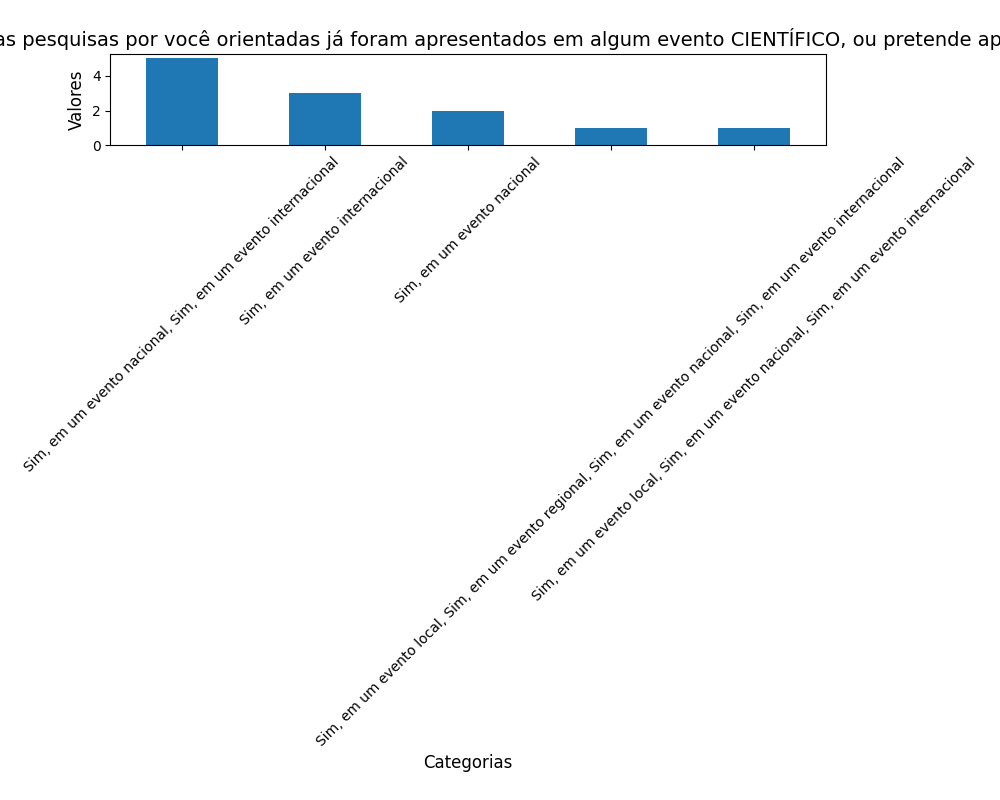 as pesquisas por você orientadas já foram apresentados em algum evento CIENTÍFICO, ou pretende ap
Valores
4
2
0
Sim, em um evento nacional, Sim, em um evento internacional
Sim, em um evento internacional
Sim, em um evento nacional
Sim, em um evento local, Sim, em um evento regional, Sim, em um evento nacional, Sim, em um evento internacional
Sim, em um evento local, Sim, em um evento nacional, Sim, em um evento internacional
Categorias